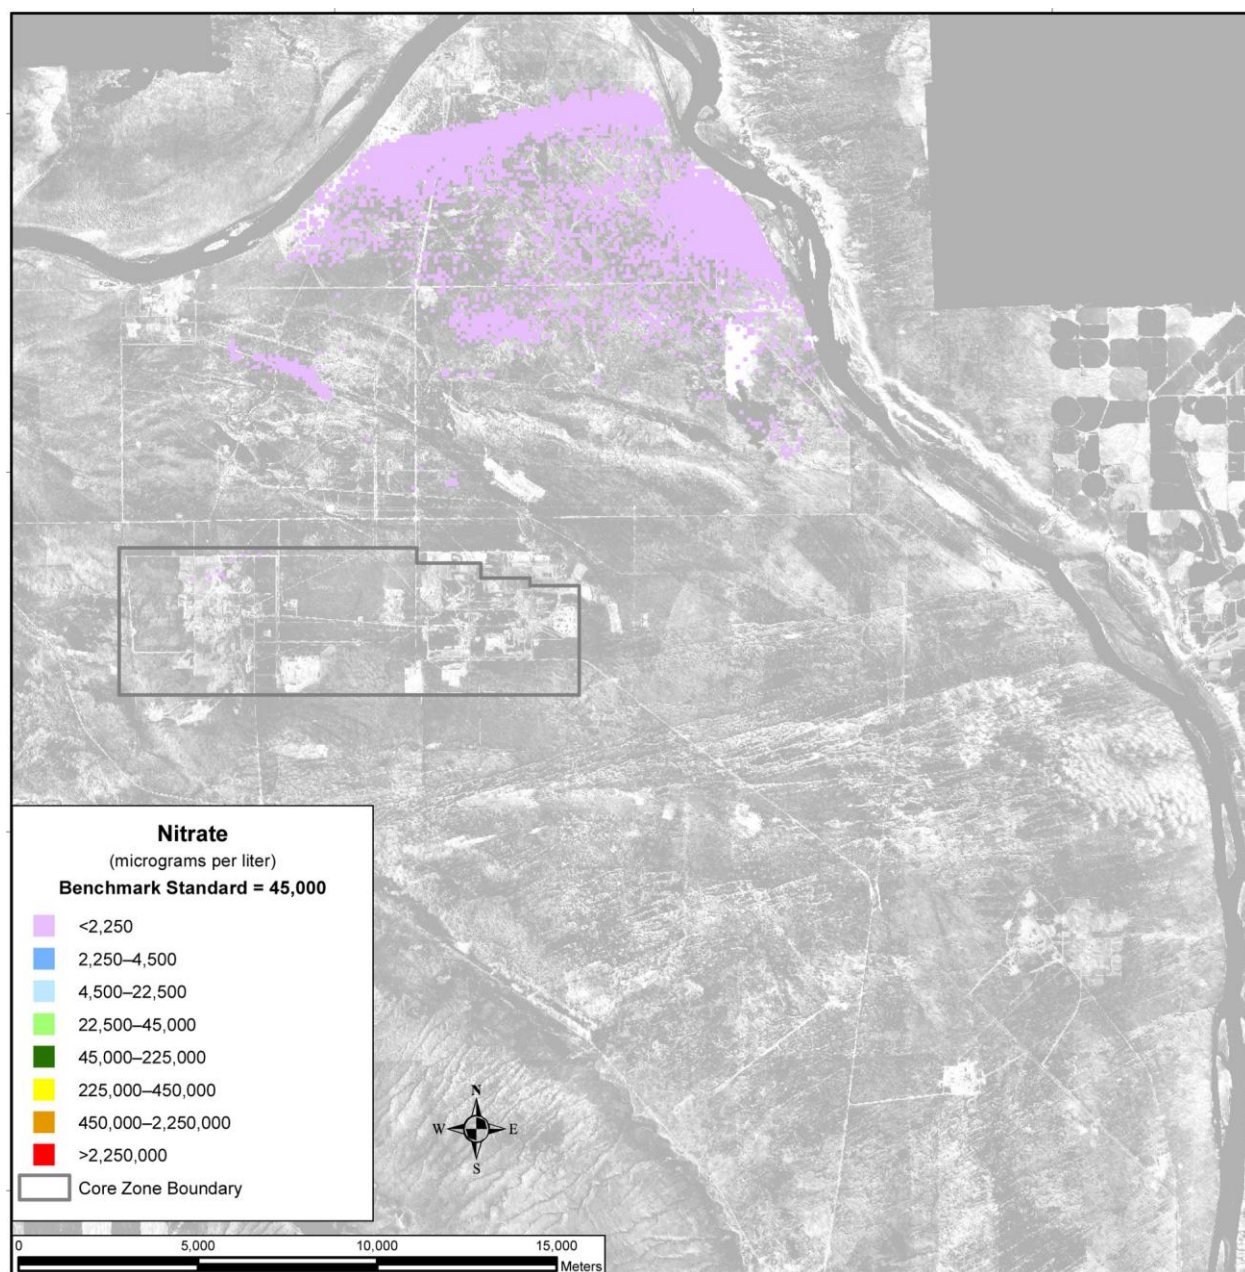 Nitrate
(micrograms per liter)
Benchmark Standard = 45,000
<2,250
2,250–4,500
4,500–22,500
22,500–45,000
45,000–225,000
225,000–450,000
450,000–2,250,000
>2,250,000
Core Zone Boundary
N
W E
S
0 5,000 10,000 15,000
Meters